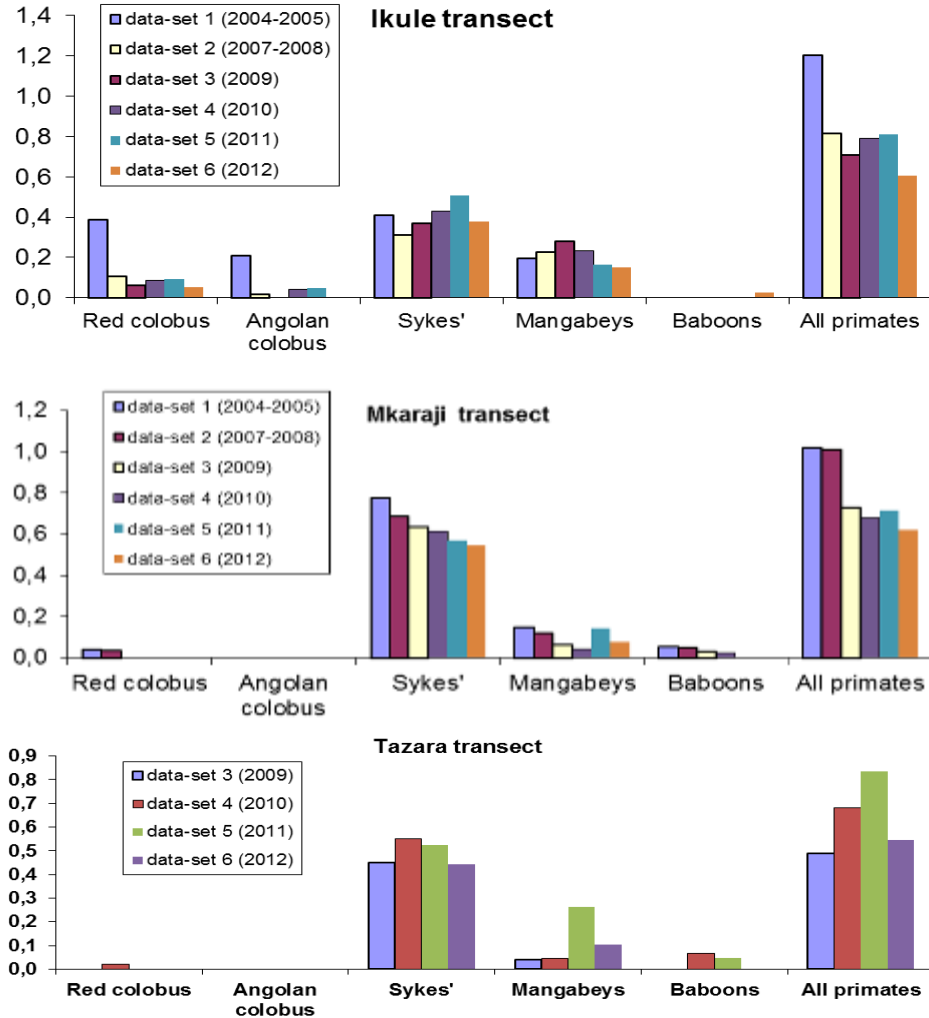 Ikule transect
1,4
1,2
1,0
0,8
0,6
0,4
0,2
0,0
data-set 1 (2004-2005)
data-set 2 (2007-2008)
data-set 3 (2009)
data-set 4 (2010)
data-set 5 (2011)
data-set 6 (2012)
Red colobus Angolan colobus Sykes' Mangabeys Baboons All primates
Mkaraji transect
1,2
1,0
0,8
0,6
0,4
0,2
0,0
data-set 1 (2004-2005)
data-set 2 (2007-2008)
data-set 3 (2009)
data-set 4 (2010)
data-set 5 (2011)
data-set 6 (2012)
Red colobus Angolan colobus Sykes' Mangabeys Baboons All primates
Tazara transect
0,9
0,8
0,7
0,6
0,5
0,4
0,3
0,2
0,1
0,0
data-set 3 (2009)
data-set 4 (2010)
data-set 5 (2011)
data-set 6 (2012)
Red colobus Angolan colobus Sykes' Mangabeys Baboons All primates